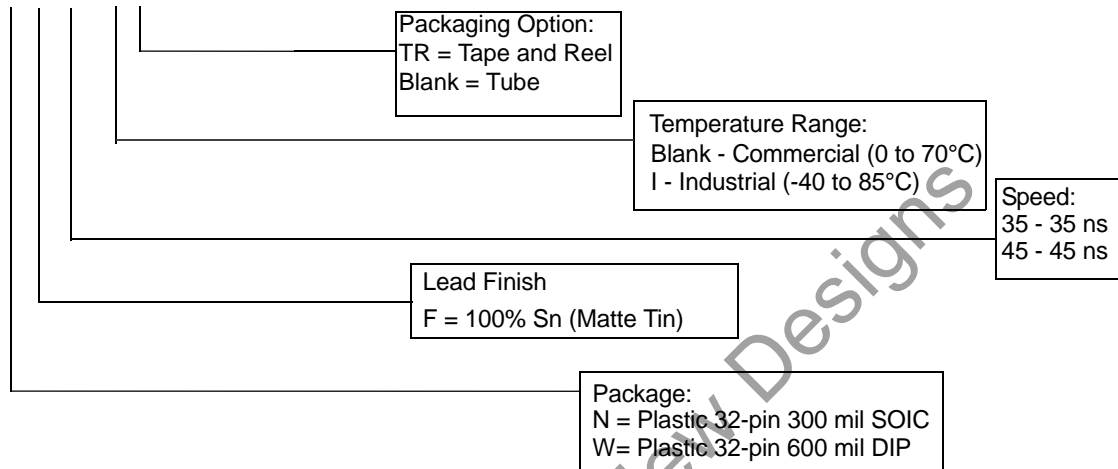 Packaging Option:
TR = Tape and Reel
Blank = Tube
Temperature Range:
Blank - Commercial (0 to 70°C)
I - Industrial (-40 to 85°C)
Speed:
35 - 35 ns
45 - 45 ns
Lead Finish
F = 100% Sn (Matte Tin)
Package:
N = Plastic 32-pin 300 mil SOIC
W= Plastic 32-pin 600 mil DIP
New Designs